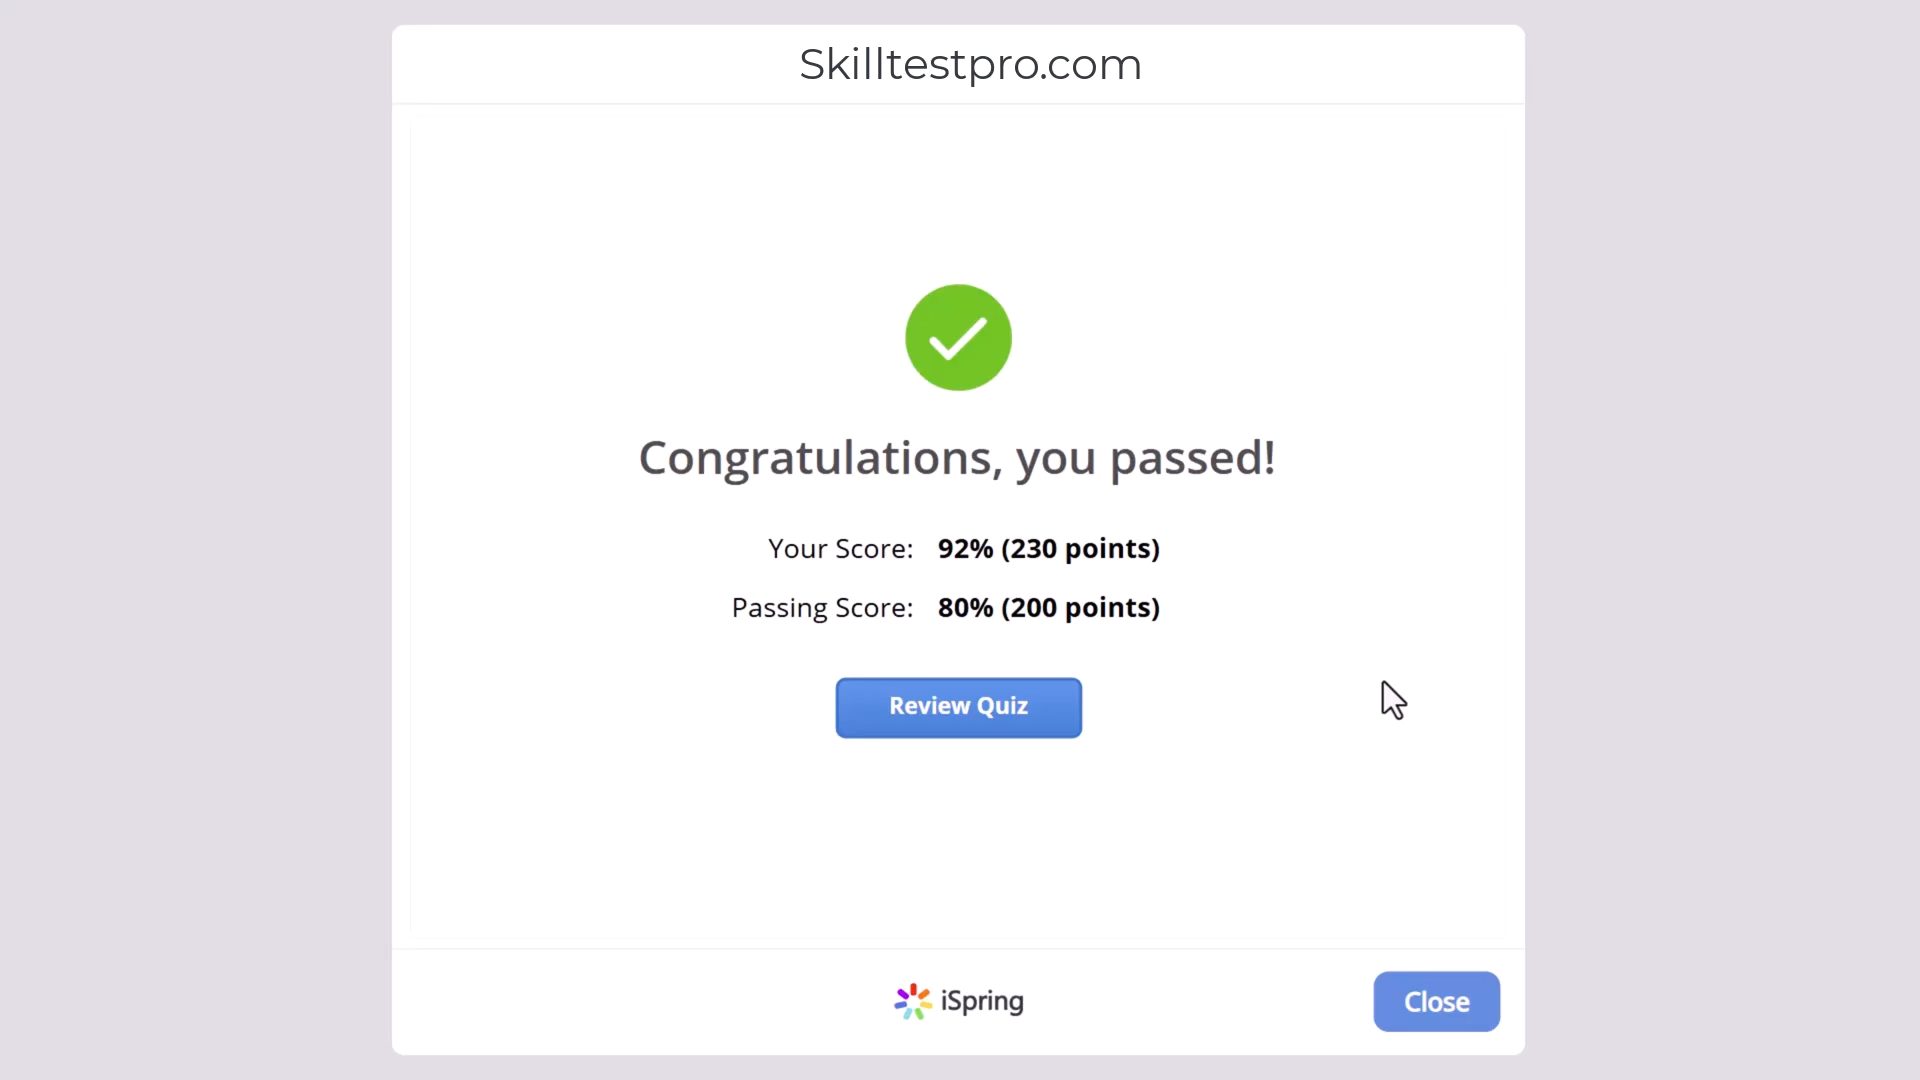 Skilltestpro.com
Congratulations, you passed!
Your Score: 92% (230 points)
Passing Score: 80% (200 points)
Review Quiz
iSpring
Close